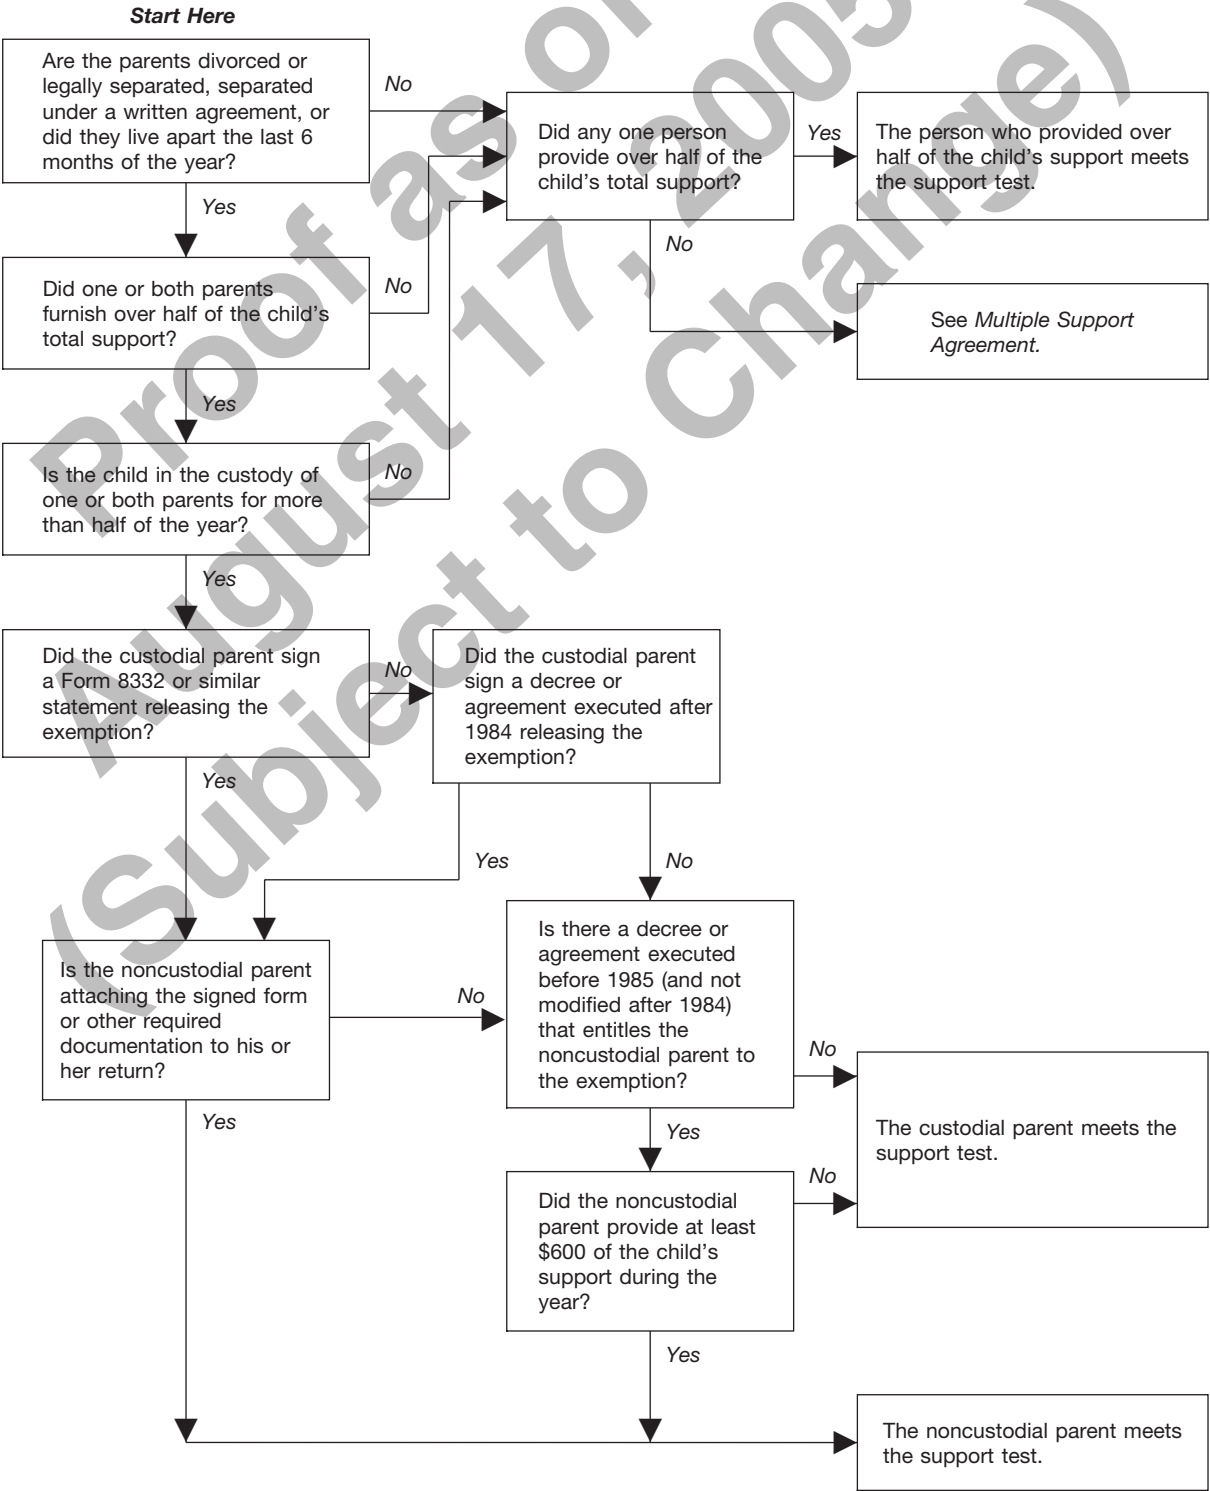 Start Here
Are the parents divorced or
legally separated, separated
under a written agreement, or
did they live apart the last 6
months of the year?
No
Yes
Did any one person
provide over half of the
child's total support?
Yes
No
The person who provided over
half of the child's support meets
the support test.
See Multiple Support
Agreement.
Did one or both parents
furnish over half of the child's
total support?
No
Yes
Is the child in the custody of
one or both parents for more
than half of the year?
No
Yes
Did the custodial parent sign
a Form 8332 or similar
statement releasing the
exemption?
No
Yes
Did the custodial parent
sign a decree or
agreement executed after
1984 releasing the
exemption?
Yes
No
Is the noncustodial parent
attaching the signed form
or other required
documentation to his or
her return?
No
Yes
Is there a decree or
agreement executed
before 1985 (and not
modified after 1984)
that entitles the
noncustodial parent to
the exemption?
No
Yes
The custodial parent meets the
support test.
Did the noncustodial
parent provide at least
$600 of the child's
support during the
year?
No
Yes
The noncustodial parent meets
the support test.
Proof as of
August 17, 2005
(Subject to Change)